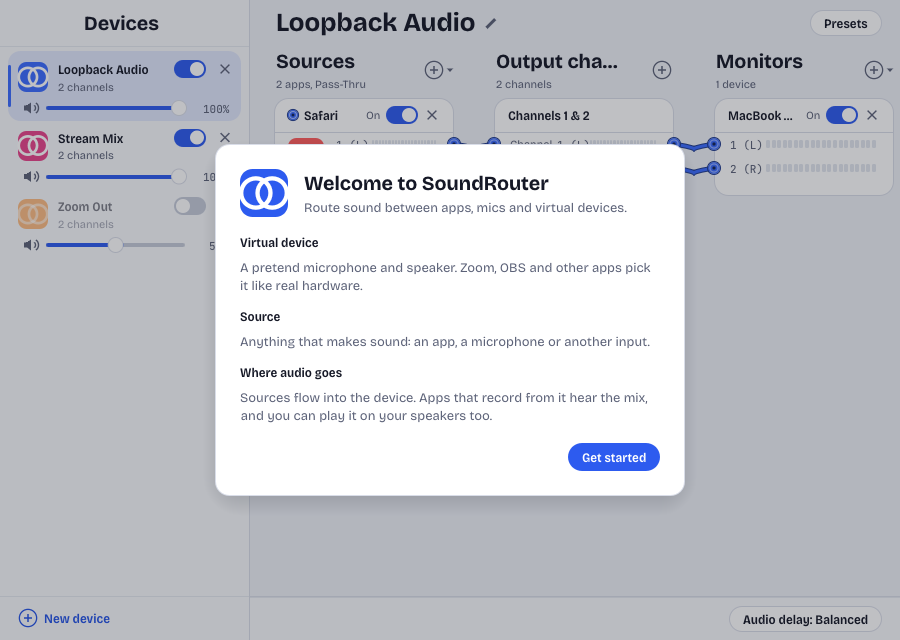 Devices
Loopback Audio
2 channels
100%
Stream Mix
2 channels
Zoom Out
2 channels
New device
Loopback Audio
Presets
Sources
2 apps, Pass-Thru
Output cha...
2 channels
Monitors
1 device
Safari
On
Channels 1 & 2
MacBook ...
On
1 (L)
2 (R)
Welcome to SoundRouter
Route sound between apps, mics and virtual devices.
Virtual device
A pretend microphone and speaker. Zoom, OBS and other apps pick
it like real hardware.
Source
Anything that makes sound: an app, a microphone or another input.
Where audio goes
Sources flow into the device. Apps that record from it hear the mix,
and you can play it on your speakers too.
Get started
Audio delay: Balanced